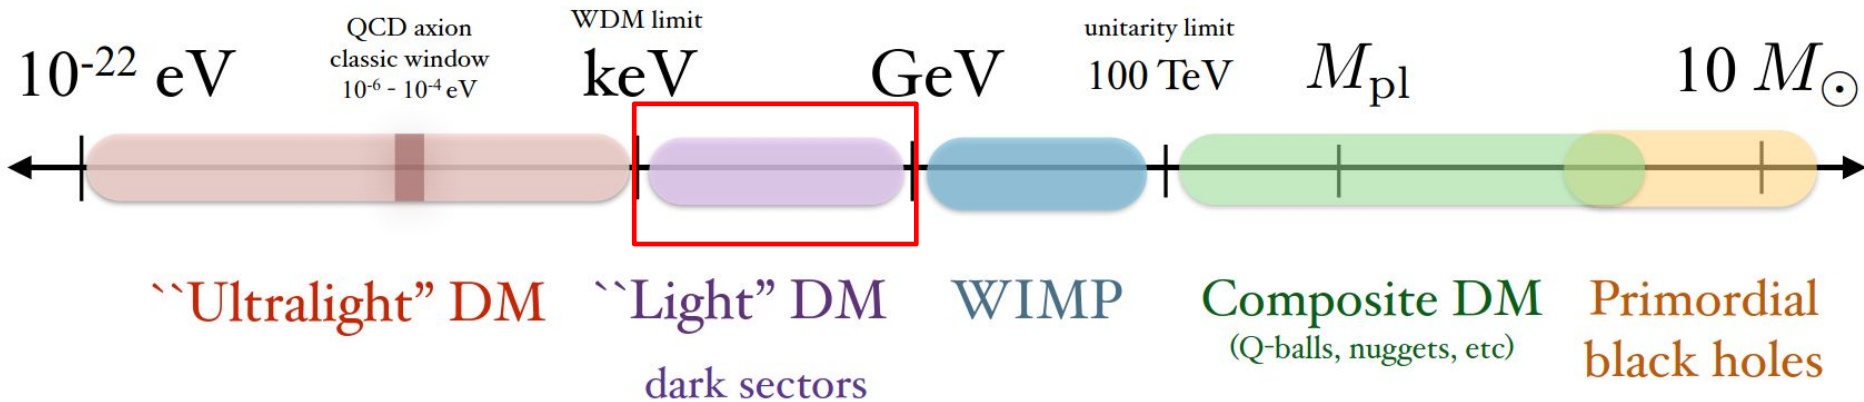 10⁻²² eV
QCD axion
classic window
10⁻⁶ - 10⁻⁴ eV
WDM limit
keV
GeV
unitarity limit
100 TeV
Mpl
10 M☉
``Ultralight” DM
``Light” DM
dark sectors
WIMP
Composite DM
(Q-balls, nuggets, etc)
Primordial
black holes